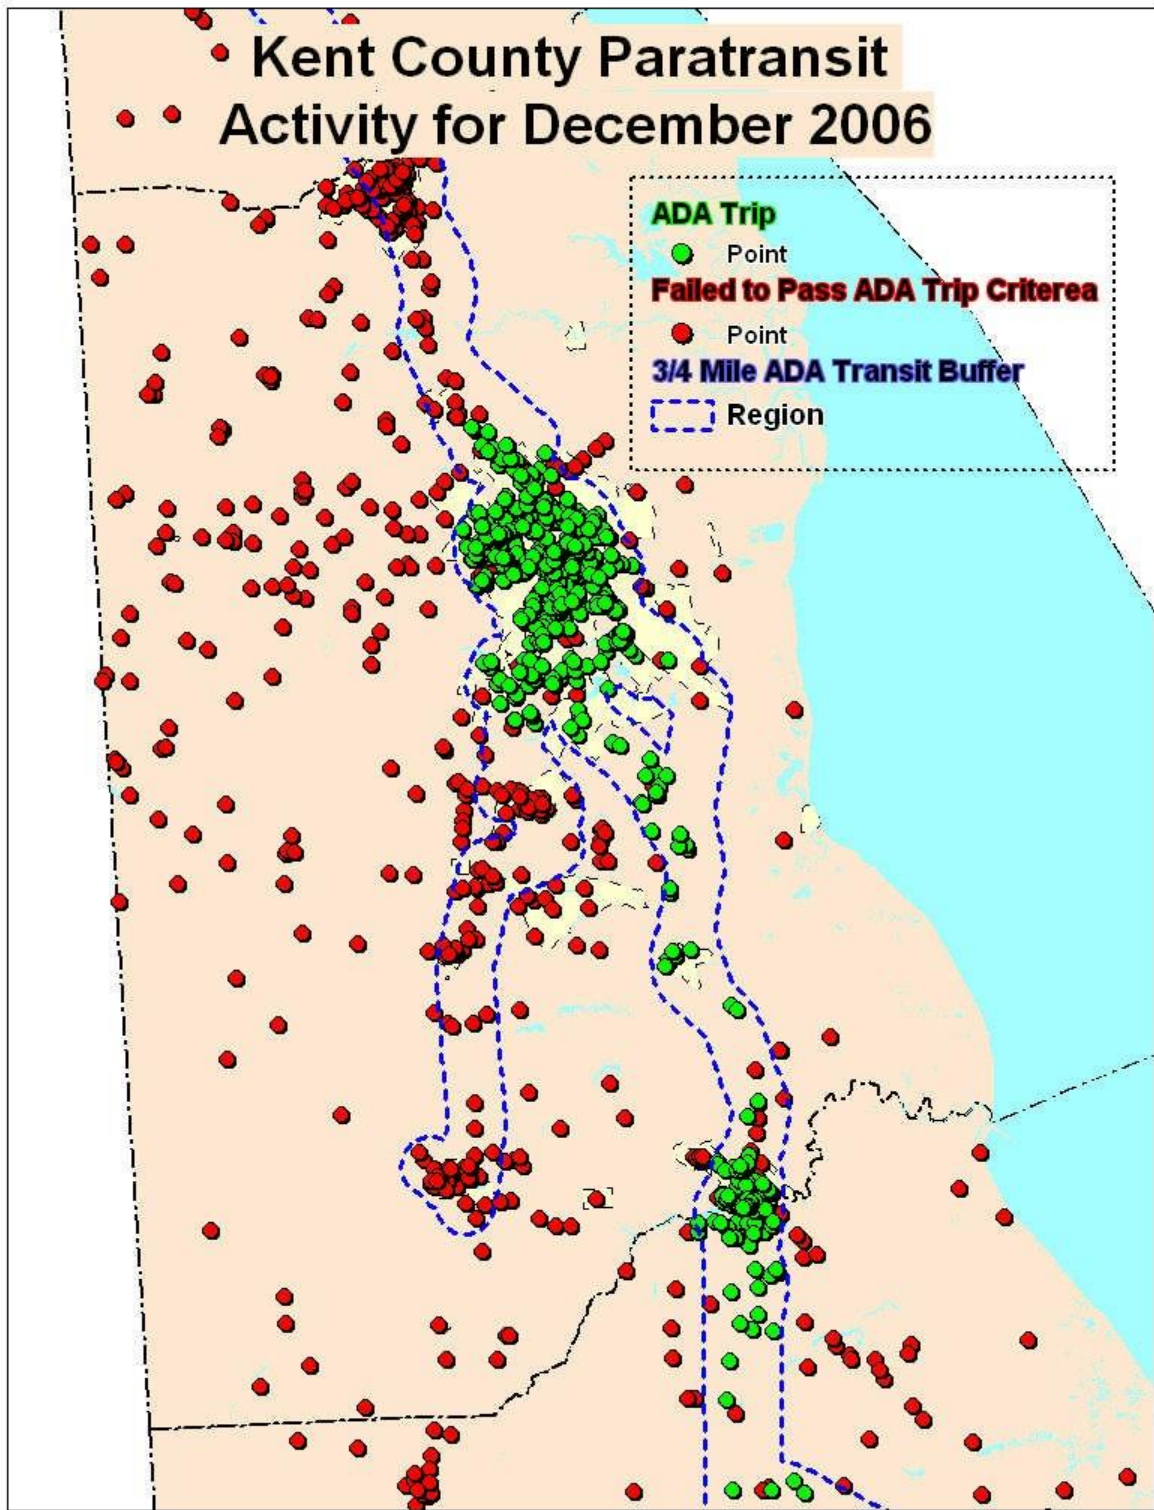 Kent County Paratransit
Activity for December 2006
ADA Trip
Point
Failed to Pass ADA Trip Criterea
Point
3/4 Mile ADA Transit Buffer
Region